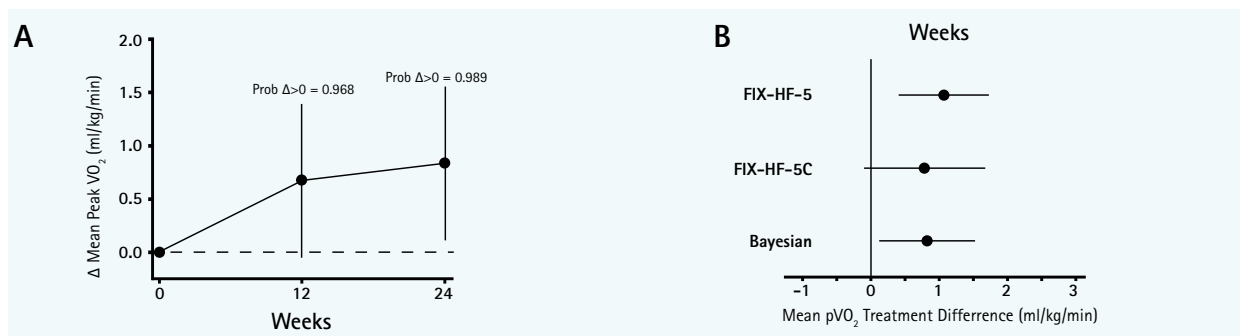 A
Δ Mean Peak VO2 (ml/kg/min)
2.0
1.5
1.0
0.5
0.0
Prob Δ>0 = 0.968
Prob Δ>0 = 0.989
0
12
24
Weeks
B
Weeks
FIX-HF-5
FIX-HF-5C
Bayesian
-1
0
1
2
3
Mean pVO2 Treatment Difrerence (ml/kg/min)